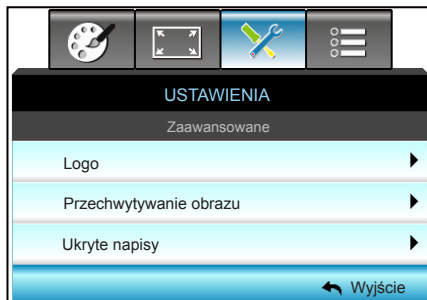 USTAWIENIA
Zaawansowane
Logo
Przechwytywanie obrazu
Ukryte napisy
Wyjście